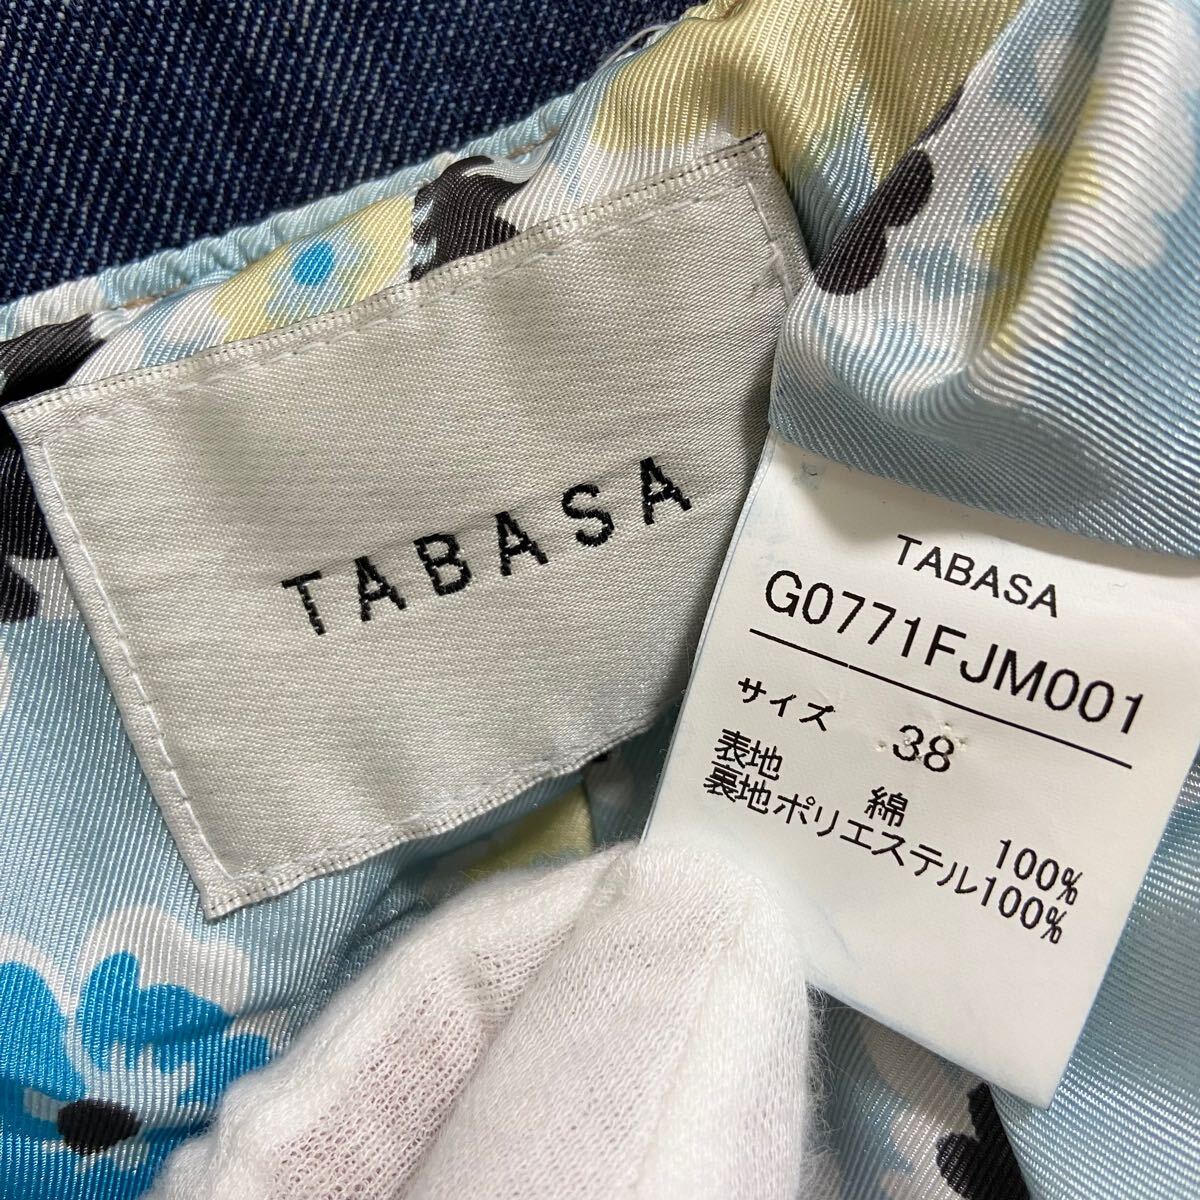 TABASA
TABASA
G0771FJM001
サイズ 38
表地 綿 100%
裏地ポリエステル100%